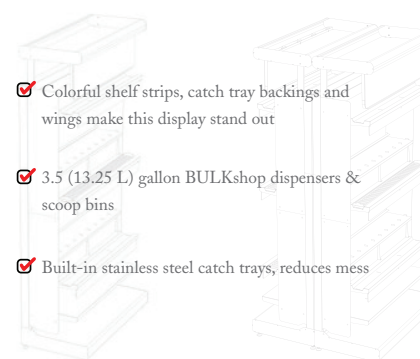 Colorful shelf strips, catch tray backings and
wings make this display stand out
3.5 (13.25 L) gallon BULKshop dispensers &
scoop bins
Built-in stainless steel catch trays, reduces mess